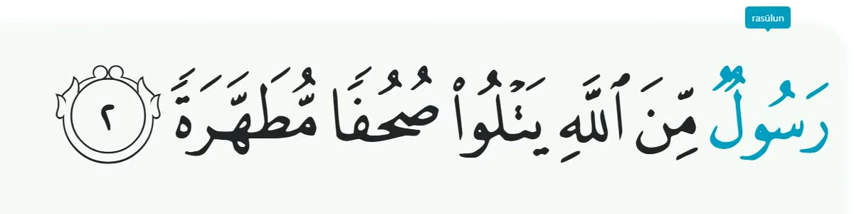 rasūlun
رَسُولٌ مِّنَ ٱللَّهِ يَتْلُوا۟ صُحُفًا مُّطَهَّرَةً ٢